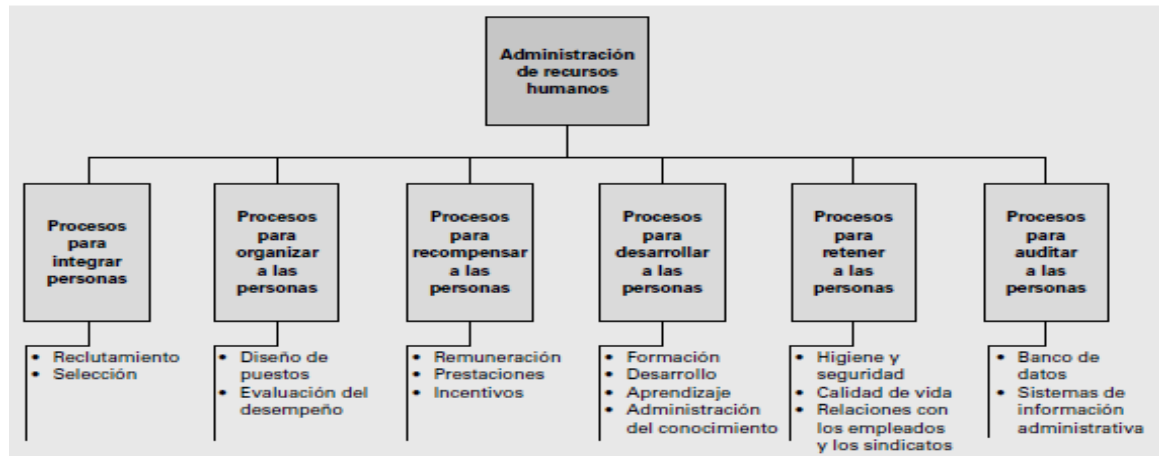 Administración
de recursos
humanos
Procesos
para
integrar
personas
Procesos
para
organizar
a las
personas
Procesos
para
recompensar
a las
personas
Procesos
para
desarrollar
a las
personas
Procesos
para
retener
a las
personas
Procesos
para
auditar
a las
personas
• Reclutamiento
• Selección
• Diseño de
puestos
• Evaluación del
desempeño
• Remuneración
• Prestaciones
• Incentivos
• Formación
• Desarrollo
• Aprendizaje
• Administración
del conocimiento
• Higiene y
seguridad
• Calidad de vida
• Relaciones con
los empleados
y los sindicatos
• Banco de
datos
• Sistemas de
información
administrativa